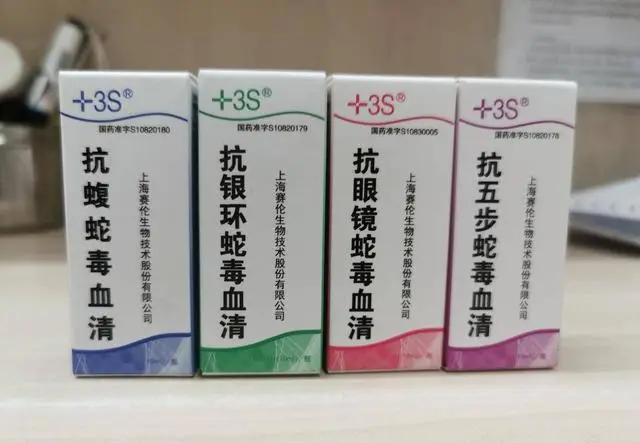 +3S®
国药准字S10820180
抗蝮蛇毒血清
上海赛伦生物技术股份有限公司
+3S®
国药准字S10820179
抗银环蛇毒血清
上海赛伦生物技术股份有限公司
+3S®
国药准字S10830005
抗眼镜蛇毒血清
上海赛伦生物技术股份有限公司
+3S®
国药准字S10820178
抗五步蛇毒血清
上海赛伦生物技术股份有限公司